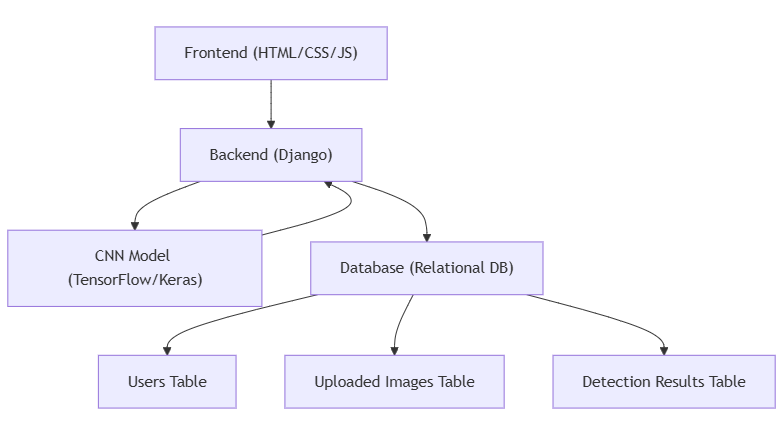 Frontend (HTML/CSS/JS)
Backend (Django)
CNN Model
(TensorFlow/Keras)
Database (Relational DB)
Users Table
Uploaded Images Table
Detection Results Table